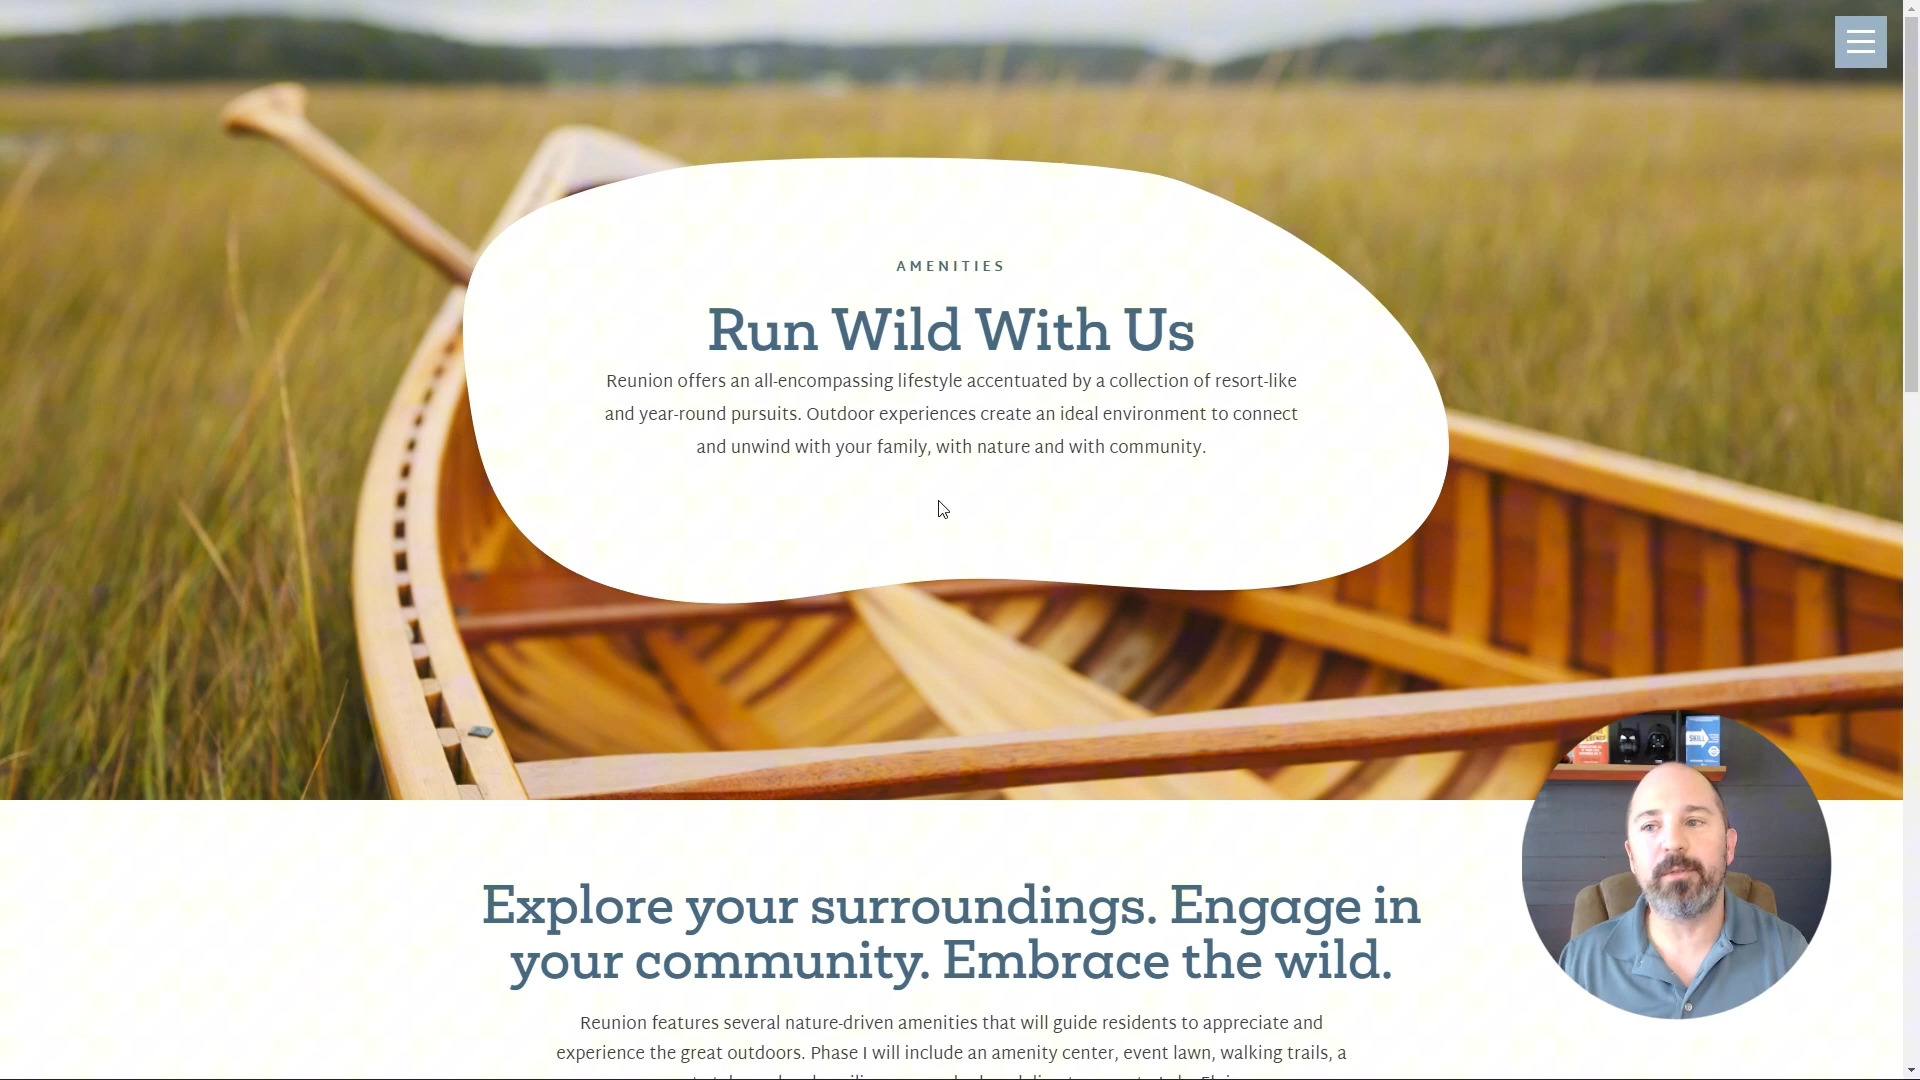 AMENITIES
Run Wild With Us
Reunion offers an all-encompassing lifestyle accentuated by a collection of resort-like
and year-round pursuits. Outdoor experiences create an ideal environment to connect
and unwind with your family, with nature and with community.
Explore your surroundings. Engage in
your community. Embrace the wild.
Reunion features several nature-driven amenities that will guide residents to appreciate and
experience the great outdoors. Phase I will include an amenity center, event lawn, walking trails, a
SKILL